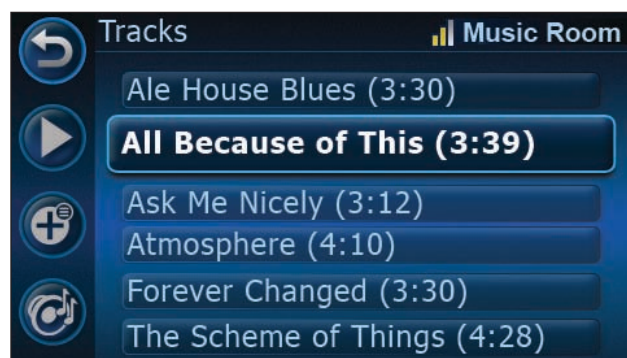 Tracks
Music Room
Ale House Blues (3:30)
All Because of This (3:39)
Ask Me Nicely (3:12)
Atmosphere (4:10)
Forever Changed (3:30)
The Scheme of Things (4:28)